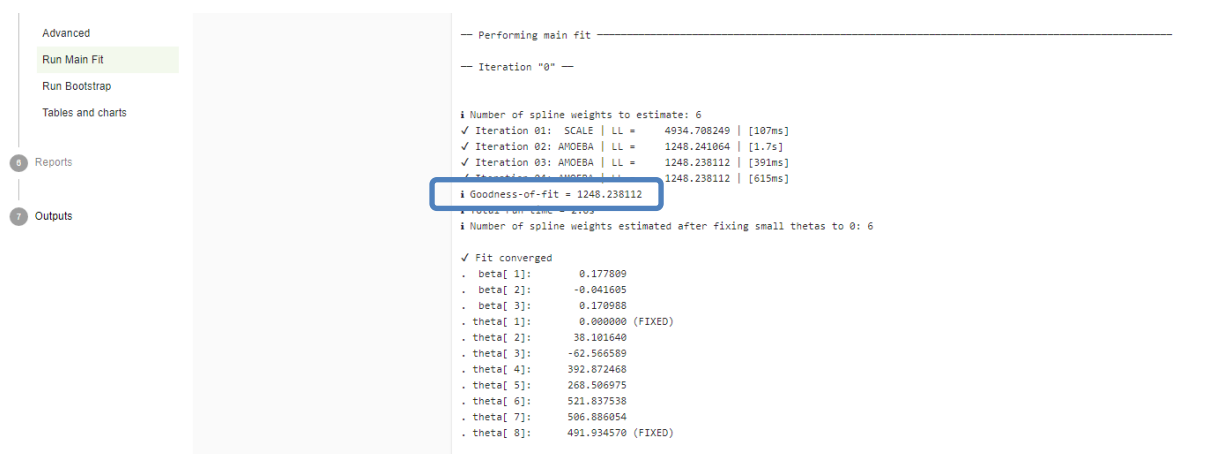 Advanced
Run Main Fit
Run Bootstrap
Tables and charts
6 Reports
7 Outputs
── Performing main fit ──
── Iteration "0" ──
i Number of spline weights to estimate: 6
✓ Iteration 01: SCALE | LL = 4934.708249 | [107ms]
✓ Iteration 02: AMOEBA | LL = 1248.241064 | [1.7s]
✓ Iteration 03: AMOEBA | LL = 1248.238112 | [391ms]
✓ Iteration 04: AMOEBA | LL = 1248.238112 | [615ms]
i Goodness-of-fit = 1248.238112
i Total run time = 2.8s
i Number of spline weights estimated after fixing small thetas to 0: 6
✓ Fit converged
. beta[ 1]: 0.177809
. beta[ 2]: -0.041605
. beta[ 3]: 0.170988
. theta[ 1]: 0.000000 (FIXED)
. theta[ 2]: 38.101640
. theta[ 3]: -62.566589
. theta[ 4]: 392.872468
. theta[ 5]: 268.506975
. theta[ 6]: 521.837538
. theta[ 7]: 506.886054
. theta[ 8]: 491.934570 (FIXED)